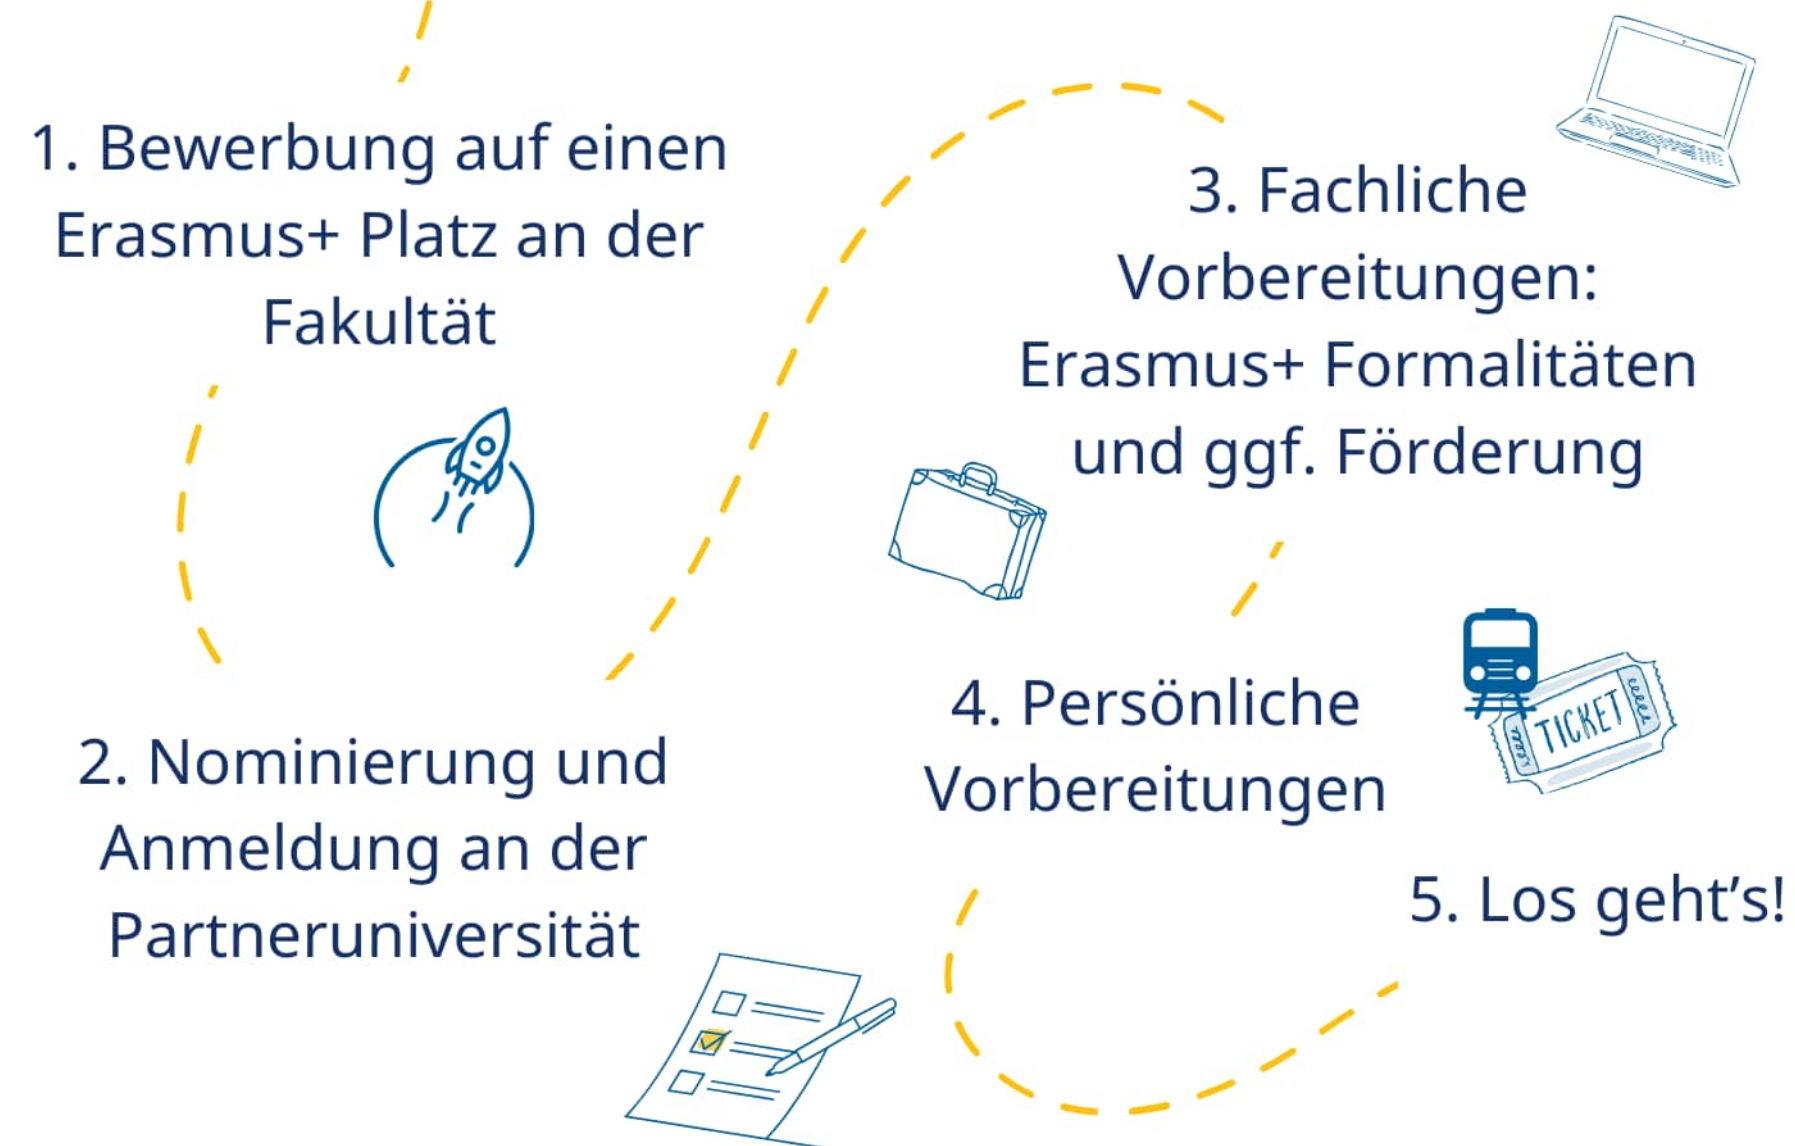 1. Bewerbung auf einen
Erasmus+ Platz an der
Fakultät
2. Nominierung und
Anmeldung an der
Partneruniversität
3. Fachliche
Vorbereitungen:
Erasmus+ Formalitäten
und ggf. Förderung
4. Persönliche
Vorbereitungen
TICKET
5. Los geht’s!